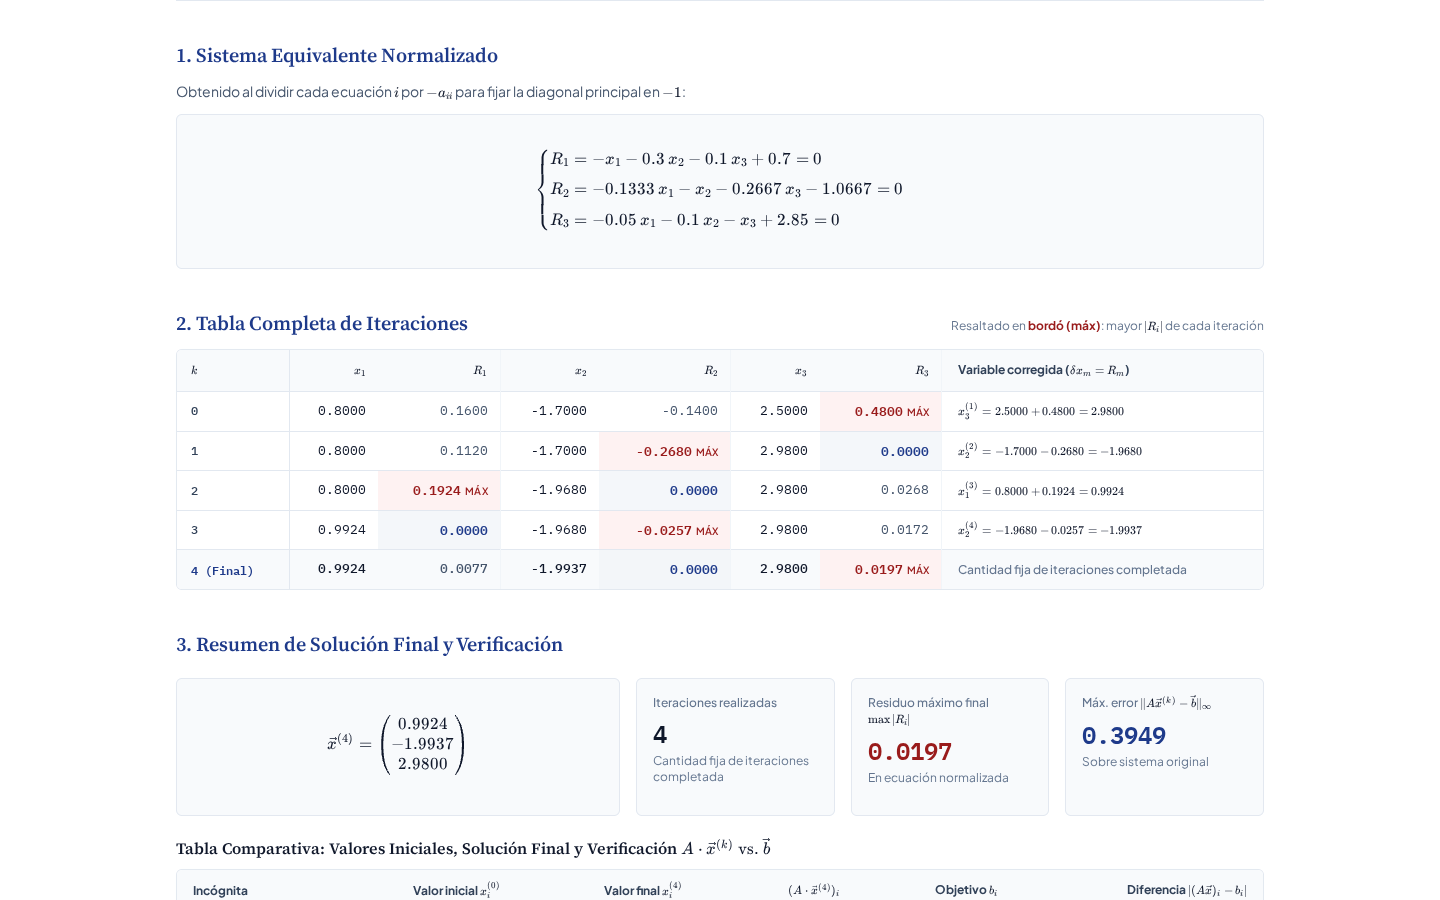 1. Sistema Equivalente Normalizado
Obtenido al dividir cada ecuación i por −aᵢᵢ para fijar la diagonal principal en −1:
R₁ = −x₁ − 0.3 x₂ − 0.1 x₃ + 0.7 = 0
R₂ = −0.1333 x₁ − x₂ − 0.2667 x₃ − 1.0667 = 0
R₃ = −0.05 x₁ − 0.1 x₂ − x₃ + 2.85 = 0
2. Tabla Completa de Iteraciones
Resaltado en bordó (máx): mayor |Rᵢ| de cada iteración
k x₁ R₁ x₂ R₂ x₃ R₃ Variable corregida (δxₘ = Rₘ)
0 0.8000 0.1600 -1.7000 -0.1400 2.5000 0.4800 MÁX x₃⁽¹⁾ = 2.5000 + 0.4800 = 2.9800
1 0.8000 0.1120 -1.7000 -0.2680 MÁX 2.9800 0.0000 x₂⁽²⁾ = −1.7000 − 0.2680 = −1.9680
2 0.8000 0.1924 MÁX -1.9680 0.0000 2.9800 0.0268 x₁⁽³⁾ = 0.8000 + 0.1924 = 0.9924
3 0.9924 0.0000 -1.9680 -0.0257 MÁX 2.9800 0.0172 x₂⁽⁴⁾ = −1.9680 − 0.0257 = −1.9937
4 (Final) 0.9924 0.0077 -1.9937 0.0000 2.9800 0.0197 MÁX Cantidad fija de iteraciones completada
3. Resumen de Solución Final y Verificación
x⃗⁽⁴⁾ =
0.9924
−1.9937
2.9800
Iteraciones realizadas
4
Cantidad fija de iteraciones
completada
Residuo máximo final
max |Rᵢ|
0.0197
En ecuación normalizada
Máx. error ||Ax⃗⁽ᵏ⁾ − b⃗||∞
0.3949
Sobre sistema original
Tabla Comparativa: Valores Iniciales, Solución Final y Verificación A · x⃗⁽ᵏ⁾ vs. b⃗
Incógnita Valor inicial xᵢ⁽⁰⁾ Valor final xᵢ⁽⁴⁾ (A · x⃗⁽⁴⁾)ᵢ Objetivo bᵢ Diferencia |(Ax⃗)ᵢ − bᵢ|